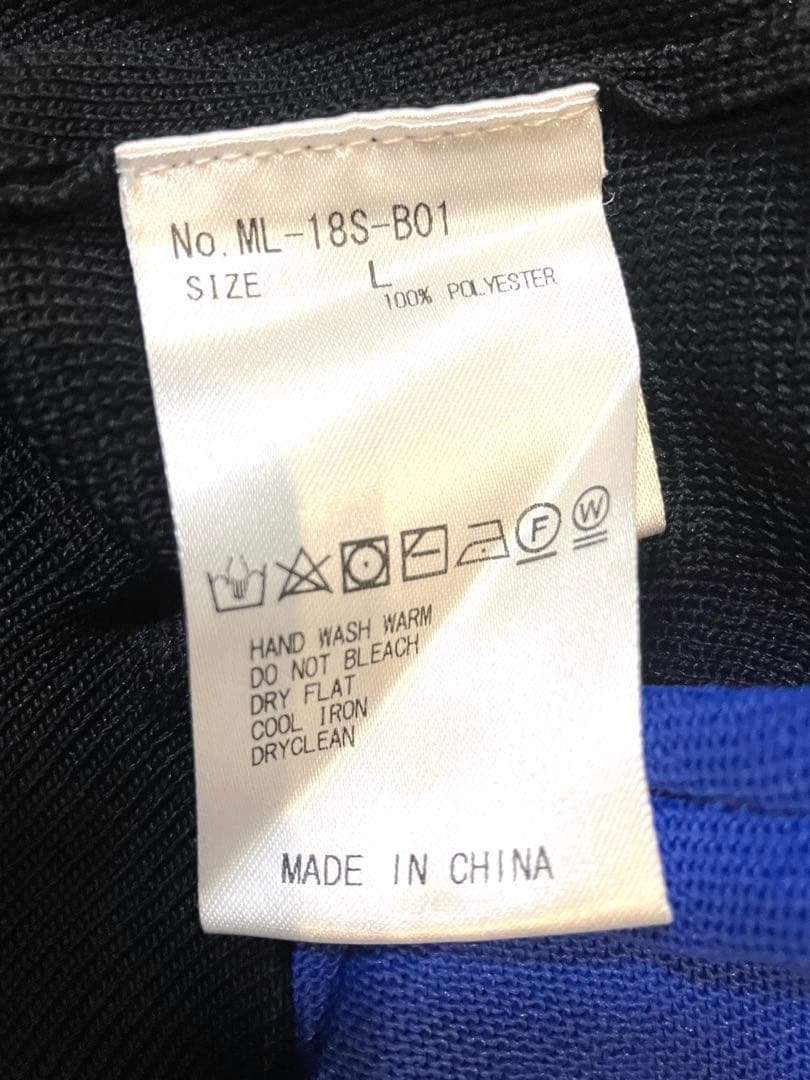 No. ML-18S-B01
SIZE L
100% POLYESTER
F W
HAND WASH WARM
DO NOT BLEACH
DRY FLAT
COOL IRON
DRYCLEAN
MADE IN CHINA